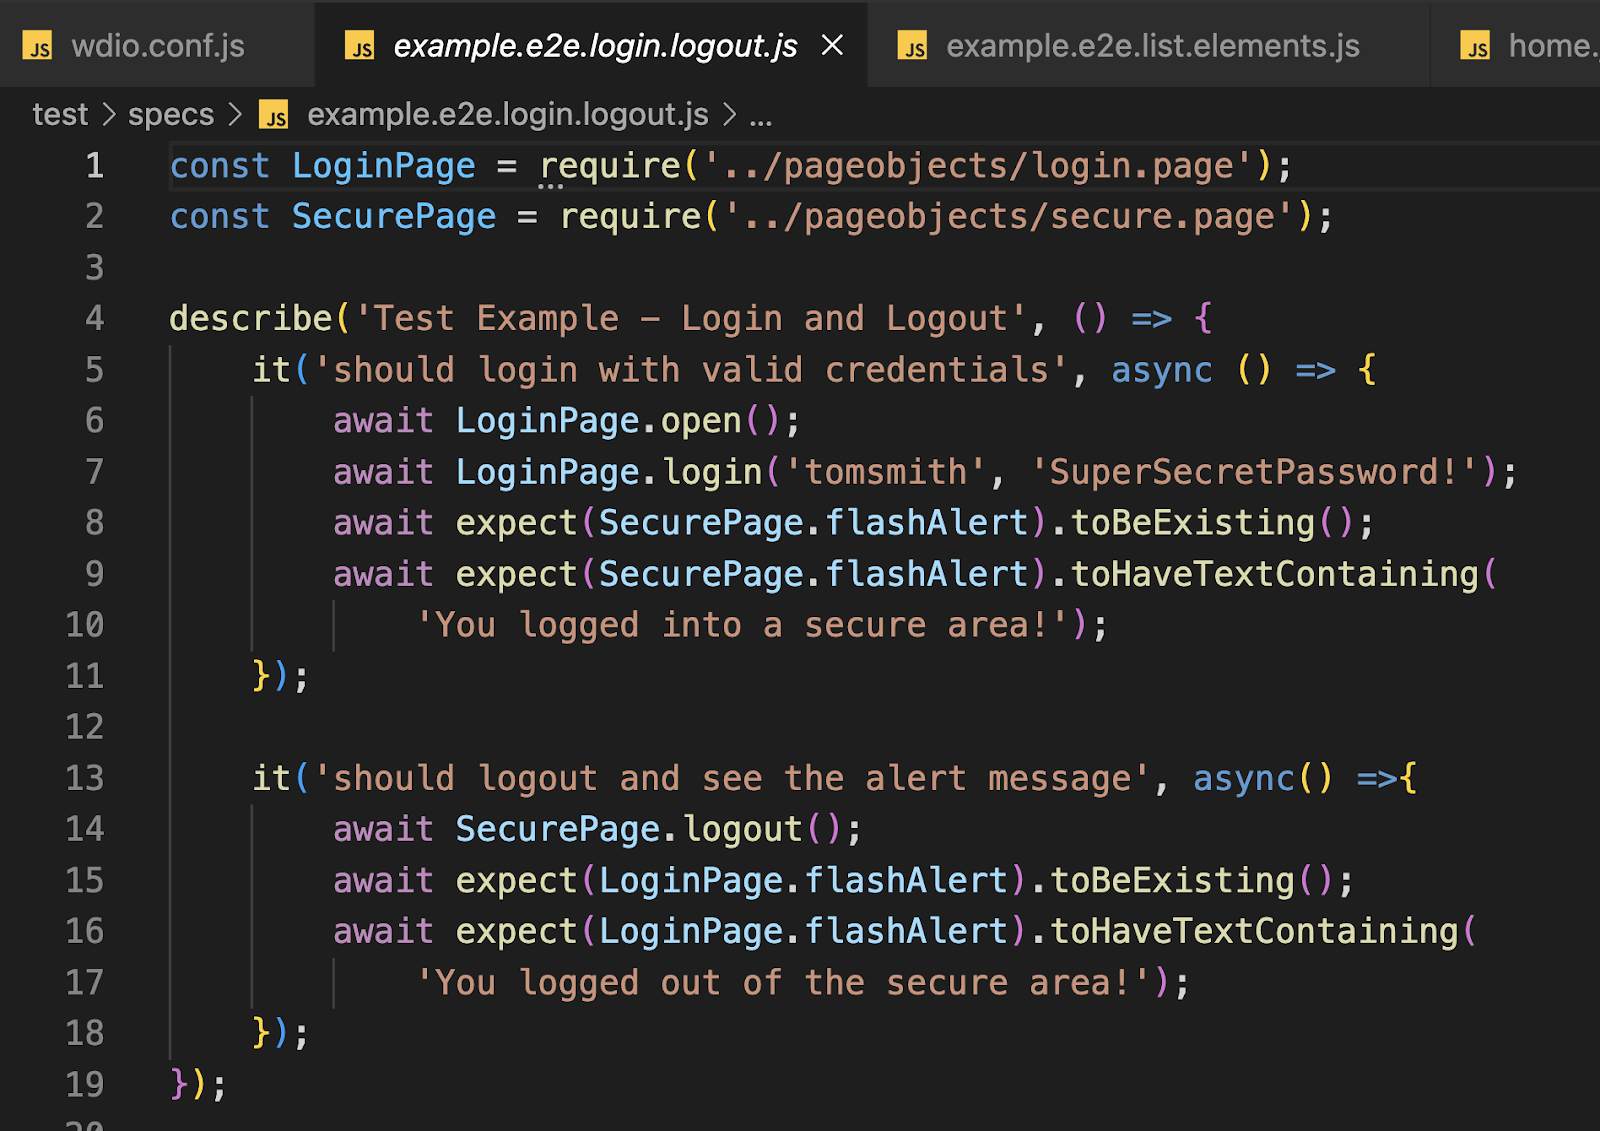 JS wdio.conf.js JS example.e2e.login.logout.js × JS example.e2e.list.elements.js JS home.
test > specs > JS example.e2e.login.logout.js > ...
1 const LoginPage = require('../pageobjects/login.page');
2 const SecurePage = require('../pageobjects/secure.page');
3
4 describe('Test Example - Login and Logout', () => {
5 it('should login with valid credentials', async () => {
6 await LoginPage.open();
7 await LoginPage.login('tomsmith', 'SuperSecretPassword!');
8 await expect(SecurePage.flashAlert).toBeExisting();
9 await expect(SecurePage.flashAlert).toHaveTextContaining(
10 'You logged into a secure area!');
11 });
12
13 it('should logout and see the alert message', async() =>{
14 await SecurePage.logout();
15 await expect(LoginPage.flashAlert).toBeExisting();
16 await expect(LoginPage.flashAlert).toHaveTextContaining(
17 'You logged out of the secure area!');
18 });
19 });
20